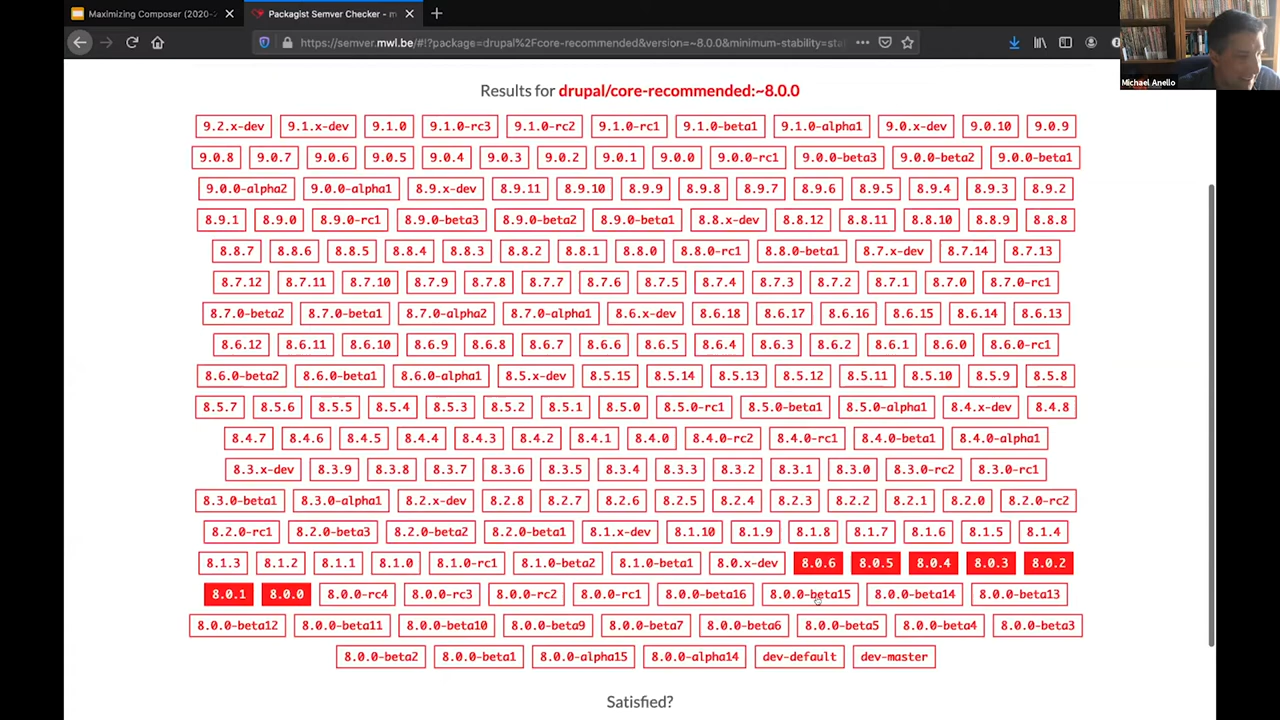 Maximizing Composer (2020-
Packagist Semver Checker - m
https://semver.mwl.be/#!?package=drupal%2Fcore-recommended&version=~8.0.0&minimum-stability=sta
Michael Anello
Results for drupal/core-recommended:~8.0.0
9.2.x-dev 9.1.x-dev 9.1.0 9.1.0-rc3 9.1.0-rc2 9.1.0-rc1 9.1.0-beta1 9.1.0-alpha1 9.0.x-dev 9.0.10 9.0.9
9.0.8 9.0.7 9.0.6 9.0.5 9.0.4 9.0.3 9.0.2 9.0.1 9.0.0 9.0.0-rc1 9.0.0-beta3 9.0.0-beta2 9.0.0-beta1
9.0.0-alpha2 9.0.0-alpha1 8.9.x-dev 8.9.11 8.9.10 8.9.9 8.9.8 8.9.7 8.9.6 8.9.5 8.9.4 8.9.3 8.9.2
8.9.1 8.9.0 8.9.0-rc1 8.9.0-beta3 8.9.0-beta2 8.9.0-beta1 8.8.x-dev 8.8.12 8.8.11 8.8.10 8.8.9 8.8.8
8.8.7 8.8.6 8.8.5 8.8.4 8.8.3 8.8.2 8.8.1 8.8.0 8.8.0-rc1 8.8.0-beta1 8.7.x-dev 8.7.14 8.7.13
8.7.12 8.7.11 8.7.10 8.7.9 8.7.8 8.7.7 8.7.6 8.7.5 8.7.4 8.7.3 8.7.2 8.7.1 8.7.0 8.7.0-rc1
8.7.0-beta2 8.7.0-beta1 8.7.0-alpha2 8.7.0-alpha1 8.6.x-dev 8.6.18 8.6.17 8.6.16 8.6.15 8.6.14 8.6.13
8.6.12 8.6.11 8.6.10 8.6.9 8.6.8 8.6.7 8.6.6 8.6.5 8.6.4 8.6.3 8.6.2 8.6.1 8.6.0 8.6.0-rc1
8.6.0-beta2 8.6.0-beta1 8.6.0-alpha1 8.5.x-dev 8.5.15 8.5.14 8.5.13 8.5.12 8.5.11 8.5.10 8.5.9 8.5.8
8.5.7 8.5.6 8.5.5 8.5.4 8.5.3 8.5.2 8.5.1 8.5.0 8.5.0-rc1 8.5.0-beta1 8.5.0-alpha1 8.4.x-dev 8.4.8
8.4.7 8.4.6 8.4.5 8.4.4 8.4.3 8.4.2 8.4.1 8.4.0 8.4.0-rc2 8.4.0-rc1 8.4.0-beta1 8.4.0-alpha1
8.3.x-dev 8.3.9 8.3.8 8.3.7 8.3.6 8.3.5 8.3.4 8.3.3 8.3.2 8.3.1 8.3.0 8.3.0-rc2 8.3.0-rc1
8.3.0-beta1 8.3.0-alpha1 8.2.x-dev 8.2.8 8.2.7 8.2.6 8.2.5 8.2.4 8.2.3 8.2.2 8.2.1 8.2.0 8.2.0-rc2
8.2.0-rc1 8.2.0-beta3 8.2.0-beta2 8.2.0-beta1 8.1.x-dev 8.1.10 8.1.9 8.1.8 8.1.7 8.1.6 8.1.5 8.1.4
8.1.3 8.1.2 8.1.1 8.1.0 8.1.0-rc1 8.1.0-beta2 8.1.0-beta1 8.0.x-dev 8.0.6 8.0.5 8.0.4 8.0.3 8.0.2
8.0.1 8.0.0 8.0.0-rc4 8.0.0-rc3 8.0.0-rc2 8.0.0-rc1 8.0.0-beta16 8.0.0-beta15 8.0.0-beta14 8.0.0-beta13
8.0.0-beta12 8.0.0-beta11 8.0.0-beta10 8.0.0-beta9 8.0.0-beta7 8.0.0-beta6 8.0.0-beta5 8.0.0-beta4 8.0.0-beta3
8.0.0-beta2 8.0.0-beta1 8.0.0-alpha15 8.0.0-alpha14 dev-default dev-master
Satisfied?